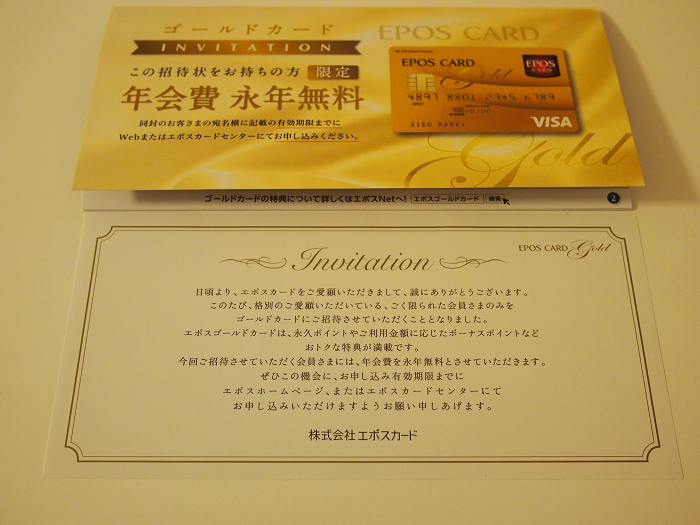 ゴールドカード
INVITATION
この招待状をお持ちの方 限定
年会費 永年無料
同封のお客さまの宛名横に記載の有効期限までに
Webまたはエポスカードセンターにてお申し込みください。
EPOS CARD
INTERNATIONAL
EPOS CARD
Gold
EPOS
CARD
4897 8801 2345 6789
00/00
VISA
Gold
ゴールドカードの特典について詳しくはエポスNetへ! エポスゴールドカード 検索
2
EPOS CARD Gold
Invitation
日頃より、エポスカードをご愛顧いただきまして、誠にありがとうございます。
このたび、格別のご愛顧いただいている、ごく限られた会員さまのみを
ゴールドカードにご招待させていただくこととなりました。
エポスゴールドカードは、永久ポイントやご利用金額に応じたボーナスポイントなど
おトクな特典が満載です。
今回ご招待させていただく会員さまには、年会費を永年無料とさせていただきます。
ぜひこの機会に、お申し込み有効期限までに
エポスホームページ、またはエポスカードセンターにて
お申し込みいただけますようお願い申しあげます。
株式会社 エポスカード